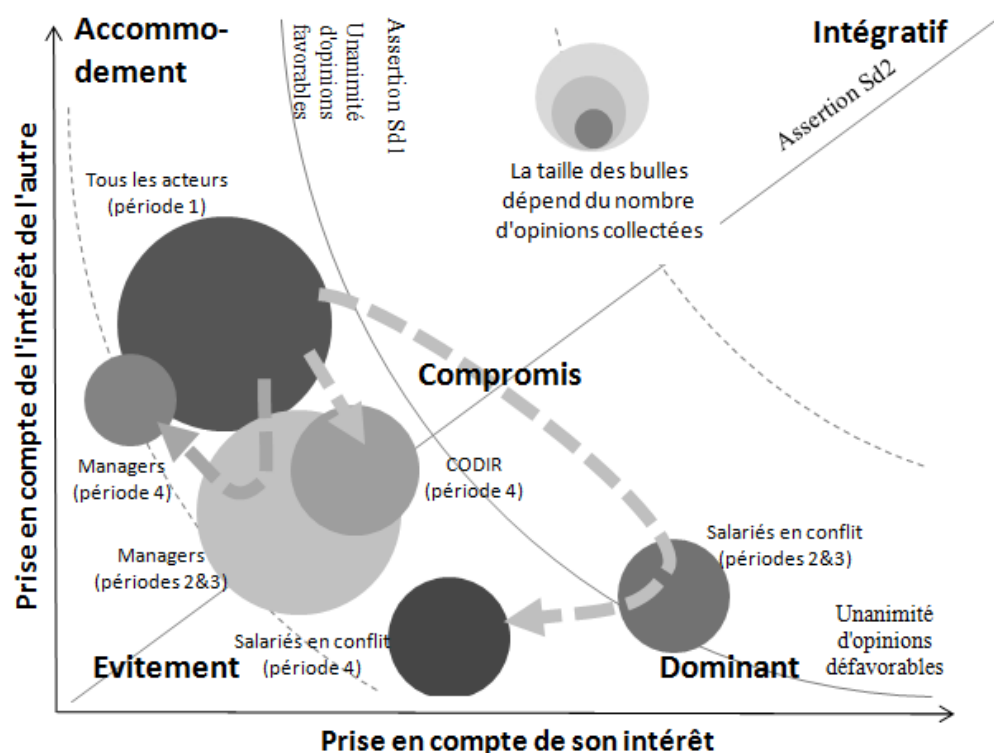 Accommo-
dement
Unanimité
d'opinions
favorables
Assertion Sd1
Intégratif
Assertion Sd2
La taille des bulles
dépend du nombre
d'opinions collectées
Tous les acteurs
(période 1)
Prise en compte de l'intérêt de l'autre
Compromis
Managers
(période 4)
CODIR
(période 4)
Salariés en conflit
(périodes 2&3)
Managers
(périodes 2&3)
Salariés en conflit
(période 4)
Unanimité
d'opinions
défavorables
Evitement
Dominant
Prise en compte de son intérêt